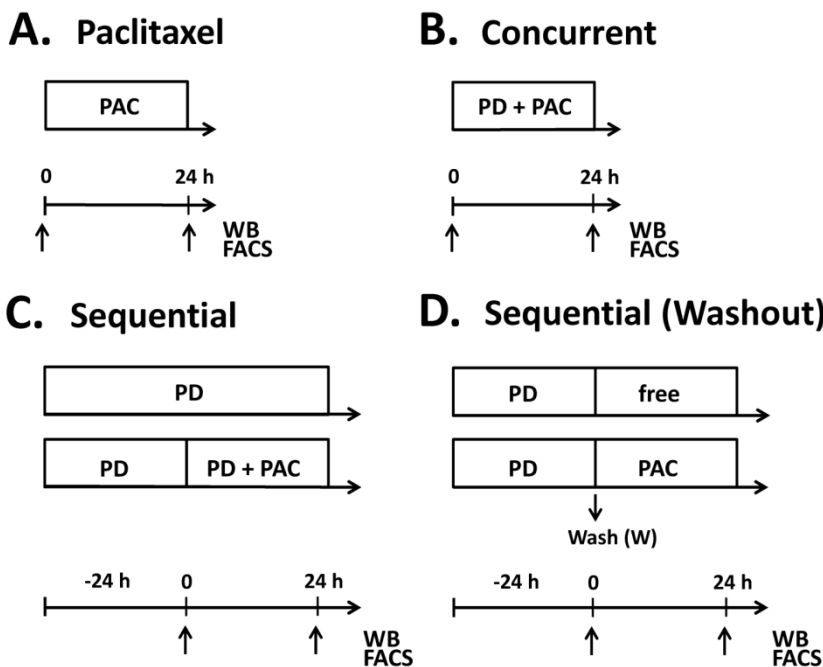 A. Paclitaxel
PAC
0 24 h
WB
FACS
B. Concurrent
PD + PAC
0 24 h
WB
FACS
C. Sequential
PD
PD PD + PAC
-24 h 0 24 h
WB
FACS
D. Sequential (Washout)
PD free
PD PAC
Wash (W)
-24 h 0 24 h
WB
FACS